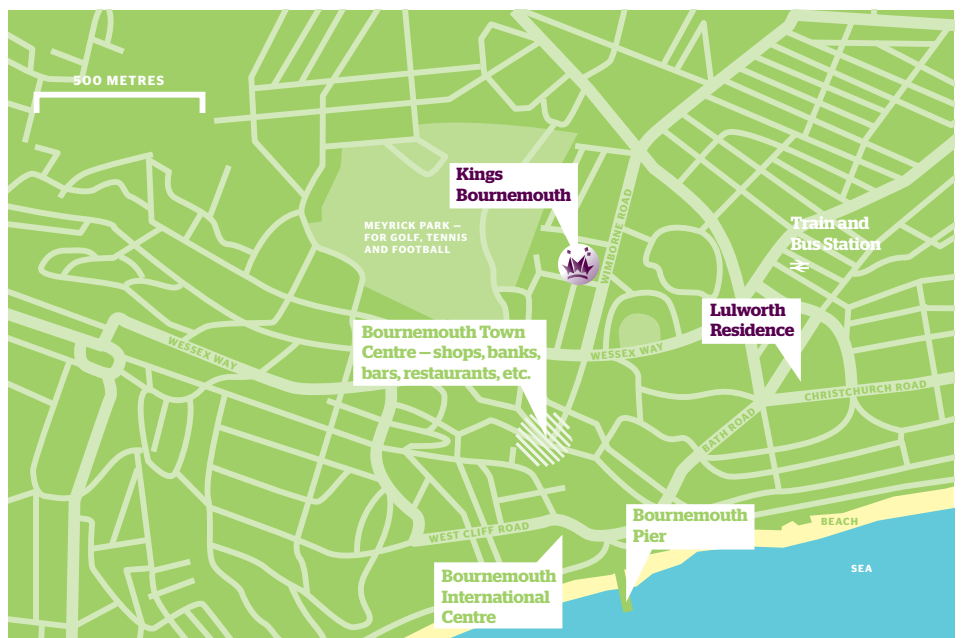 500 METRES
Kings
Bournemouth
MEYRICK PARK —
FOR GOLF, TENNIS
AND FOOTBALL
WIMBORNE ROAD
Train and
Bus Station
Lulworth
Residence
Bournemouth Town
Centre — shops, banks,
bars, restaurants, etc.
WESSEX WAY
WESSEX WAY
CHRISTCHURCH ROAD
BATH ROAD
WEST CLIFF ROAD
Bournemouth
Pier
BEACH
SEA
Bournemouth
International
Centre